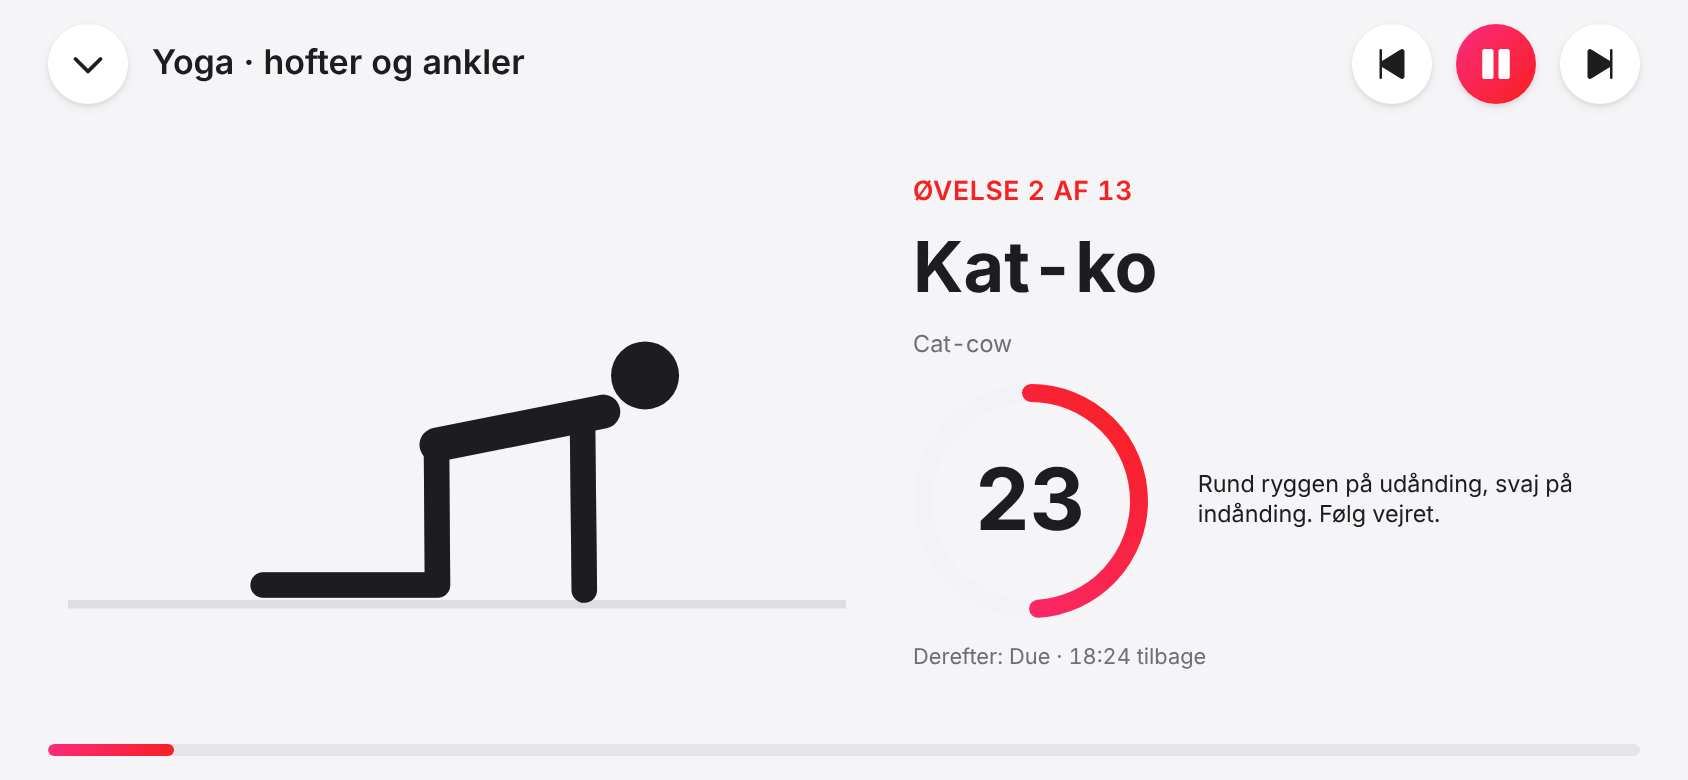 Yoga · hofter og ankler
ØVELSE 2 AF 13
Kat-ko
Cat-cow
23
Rund ryggen på udånding, svaj på
indånding. Følg vejret.
Derefter: Due · 18:24 tilbage